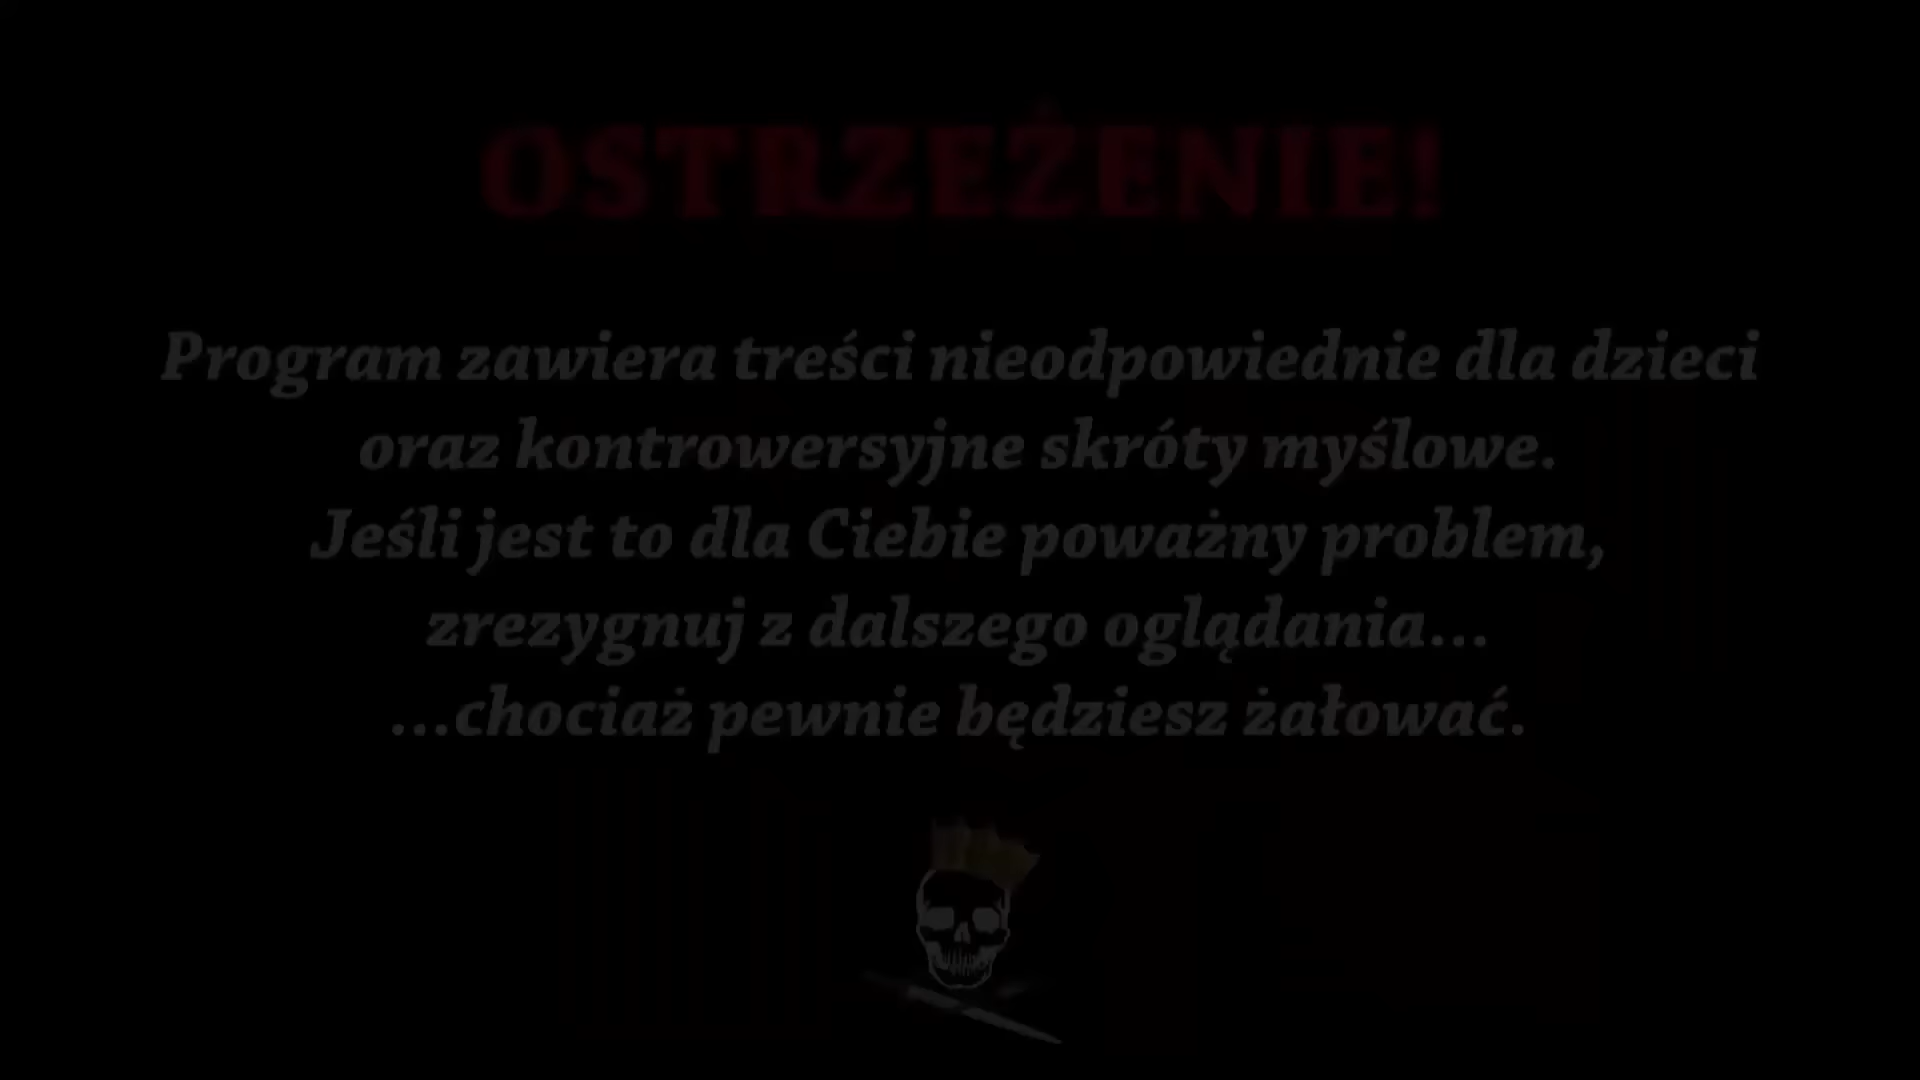 OSTRZEŻENIE!
Program zawiera treści nieodpowiednie dla dzieci
oraz kontrowersyjne skróty myślowe.
Jeśli jest to dla Ciebie poważny problem,
zrezygnuj z dalszego oglądania...
...chociaż pewnie będziesz żałować.